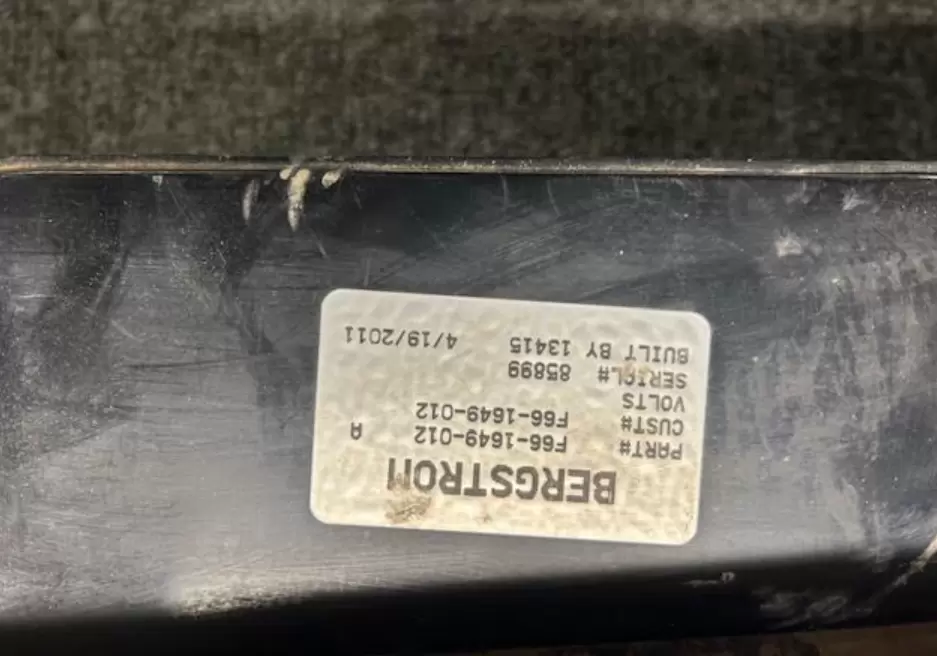 BERGSTROM
PART# F66-1649-012 A
CUST# F66-1649-012
VOLTS
SERIAL# 85899
BUILT BY 13415 4/19/2011